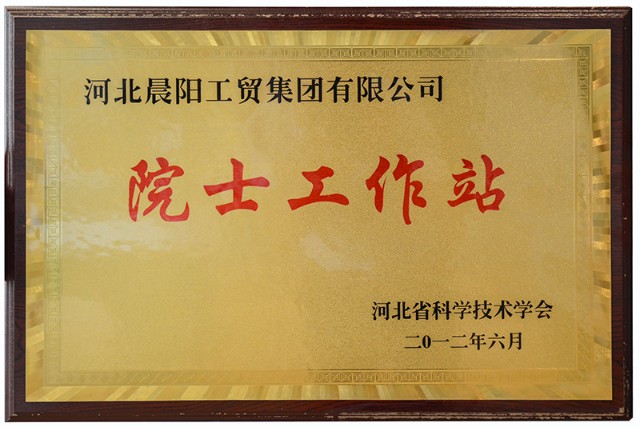 河北晨阳工贸集团有限公司
院士工作站
河北省科学技术学会
二0一二年六月